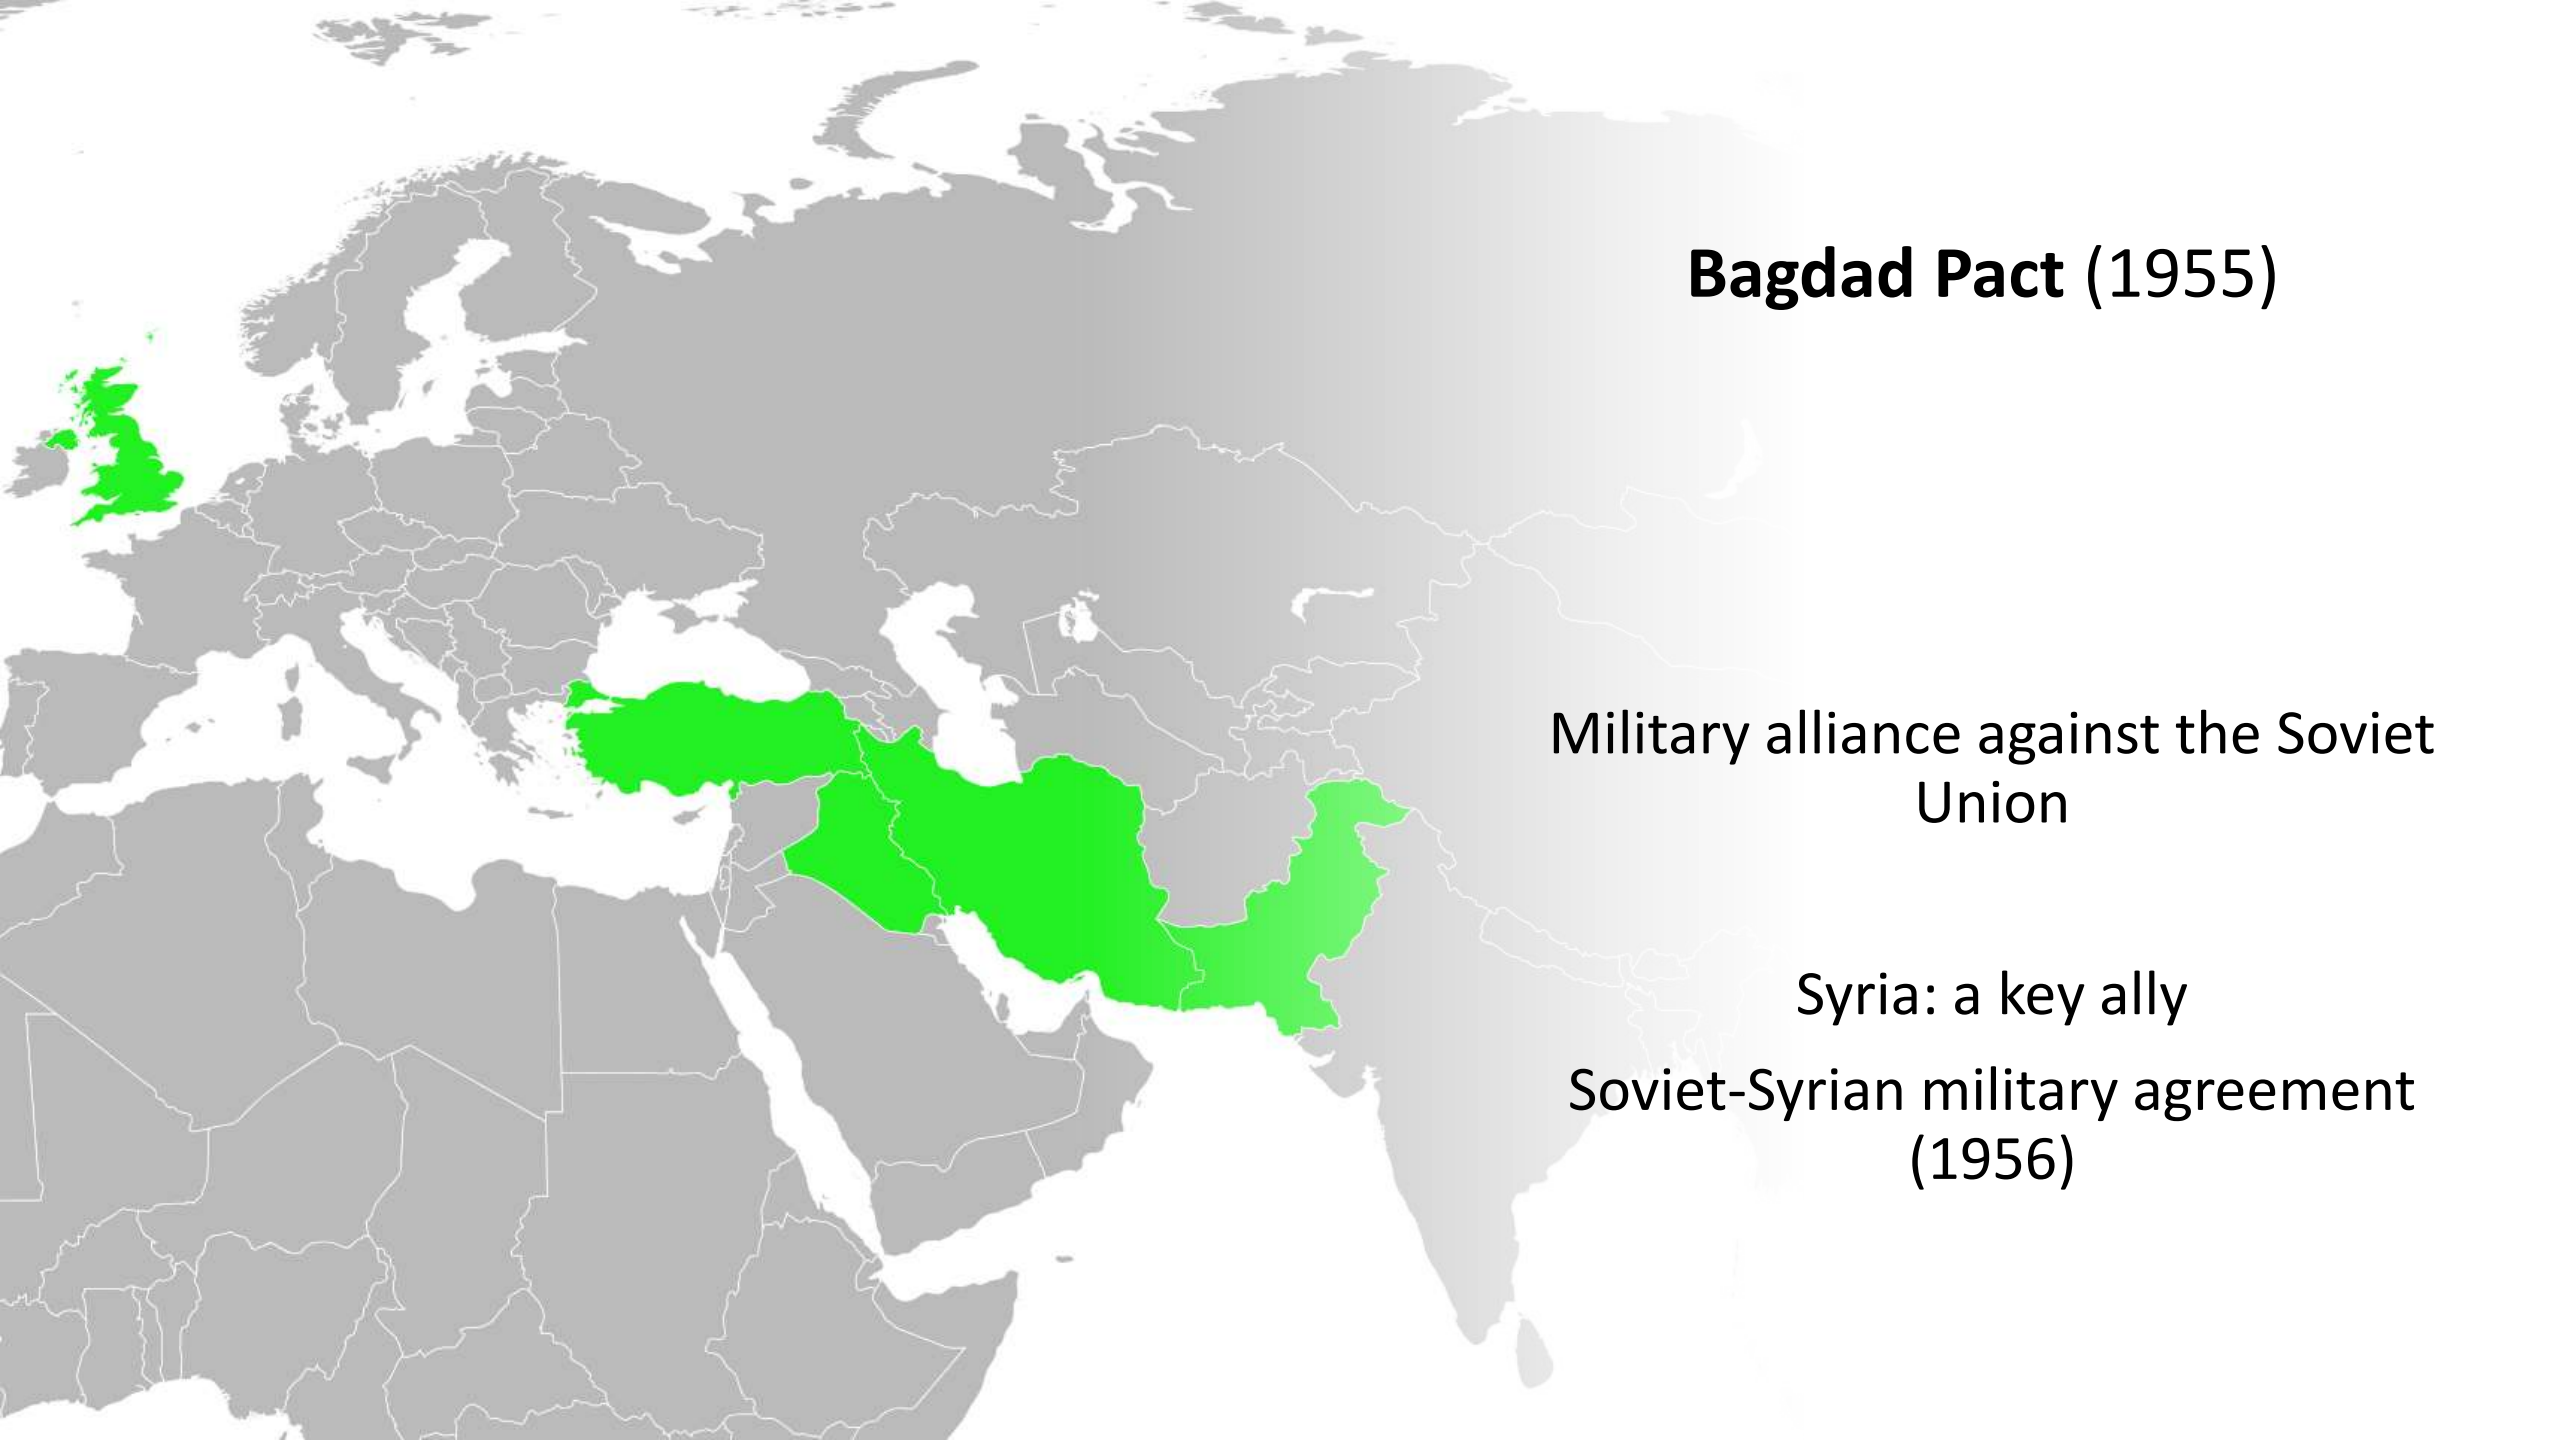 Bagdad Pact (1955)
Military alliance against the Soviet
Union
Syria: a key ally
Soviet-Syrian military agreement
(1956)